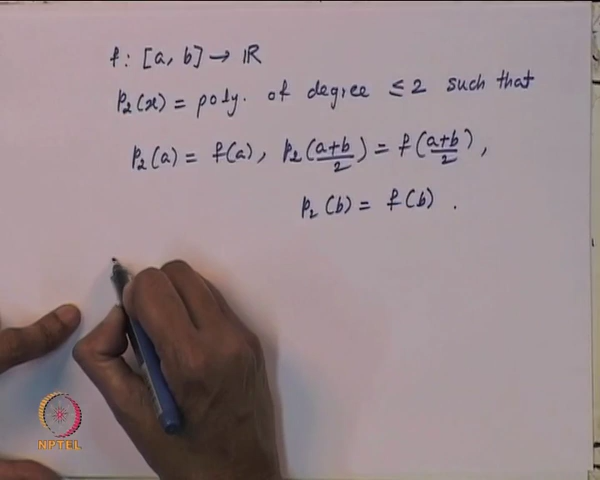 f : [a, b] → ℝ
p₂(x) = poly. of degree ≤ 2 such that
p₂(a) = f(a), p₂((a+b)/2) = f((a+b)/2),
p₂(b) = f(b).
NPTEL